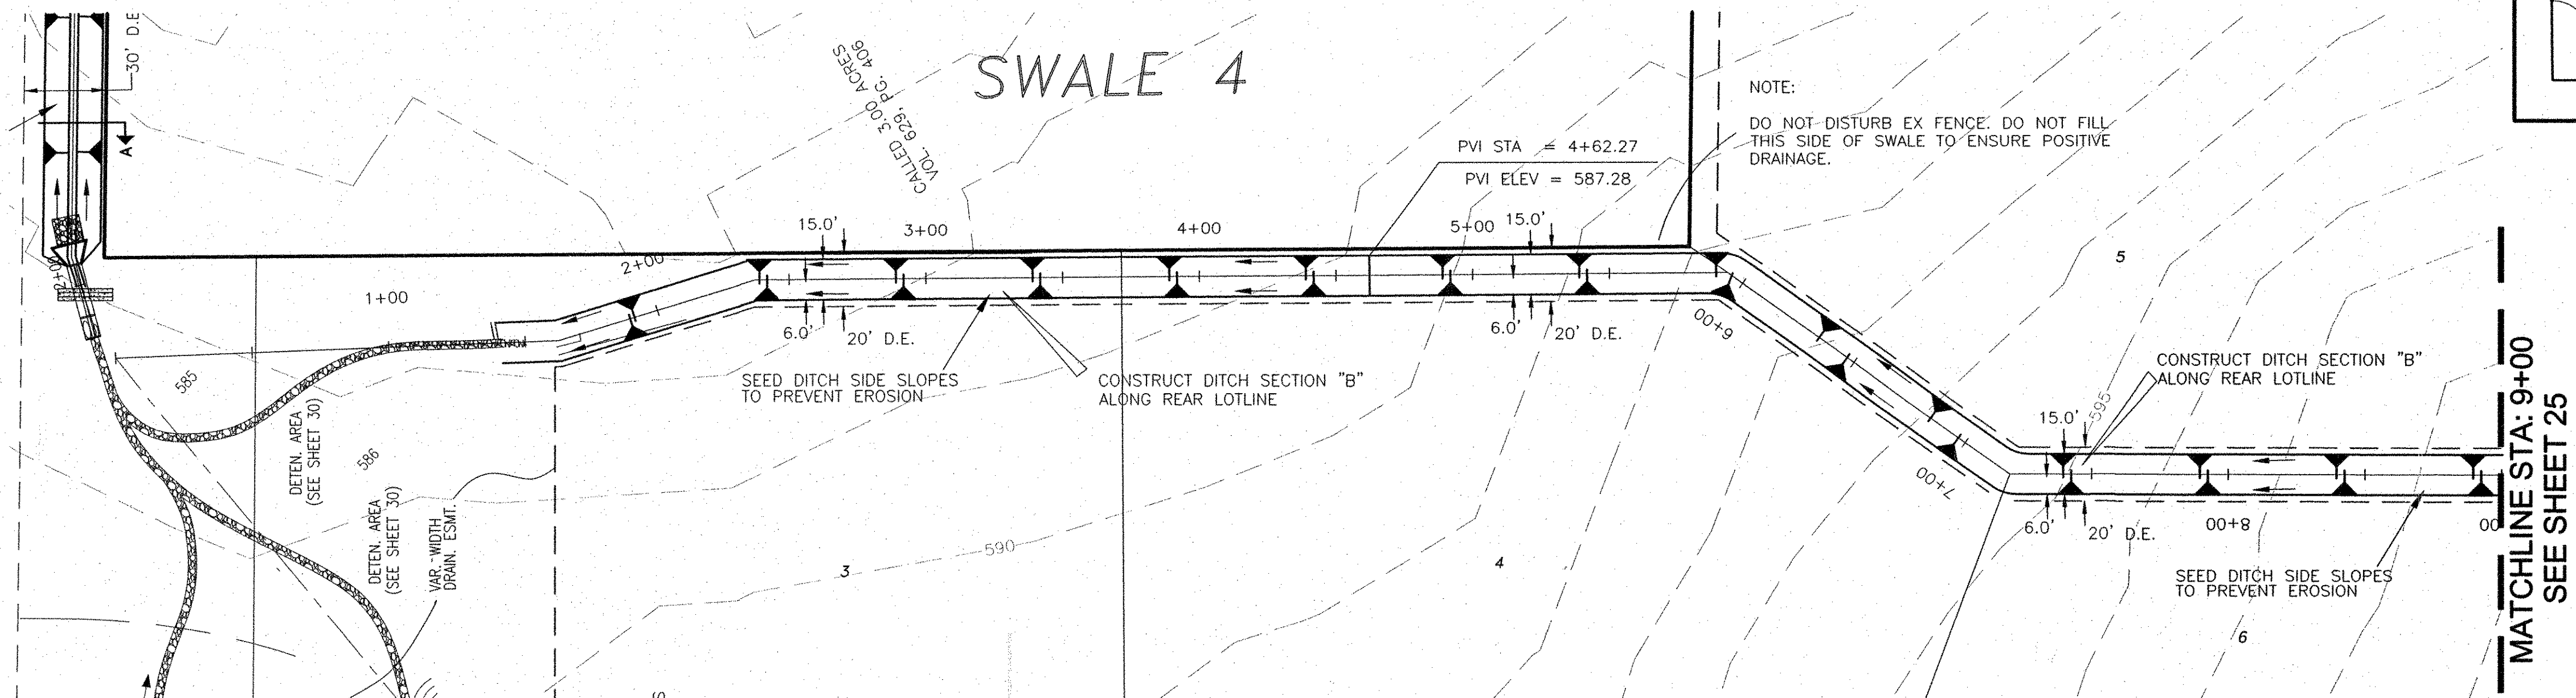 30' D.E.
A
SWALE 4
CALLED 3.00 ACRES
VOL. 629, PG. 406
NOTE:
DO NOT DISTURB EX FENCE. DO NOT FILL
THIS SIDE OF SWALE TO ENSURE POSITIVE
DRAINAGE.
PVI STA = 4+62.27
PVI ELEV = 587.28
15.0'
3+00
4+00
5+00
15.0'
5
2+00
1+00
6.0'
20' D.E.
6.0'
20' D.E.
6+00
585
SEED DITCH SIDE SLOPES
TO PREVENT EROSION
CONSTRUCT DITCH SECTION "B"
ALONG REAR LOTLINE
CONSTRUCT DITCH SECTION "B"
ALONG REAR LOTLINE
595
15.0'
DETEN. AREA
(SEE SHEET 30)
586
DETEN. AREA
(SEE SHEET 30)
VAR. WIDTH
DRAIN. ESMT.
7+00
6.0'
20' D.E.
8+00
00
590
3
4
SEED DITCH SIDE SLOPES
TO PREVENT EROSION
6
MATCHLINE STA: 9+00
SEE SHEET 25